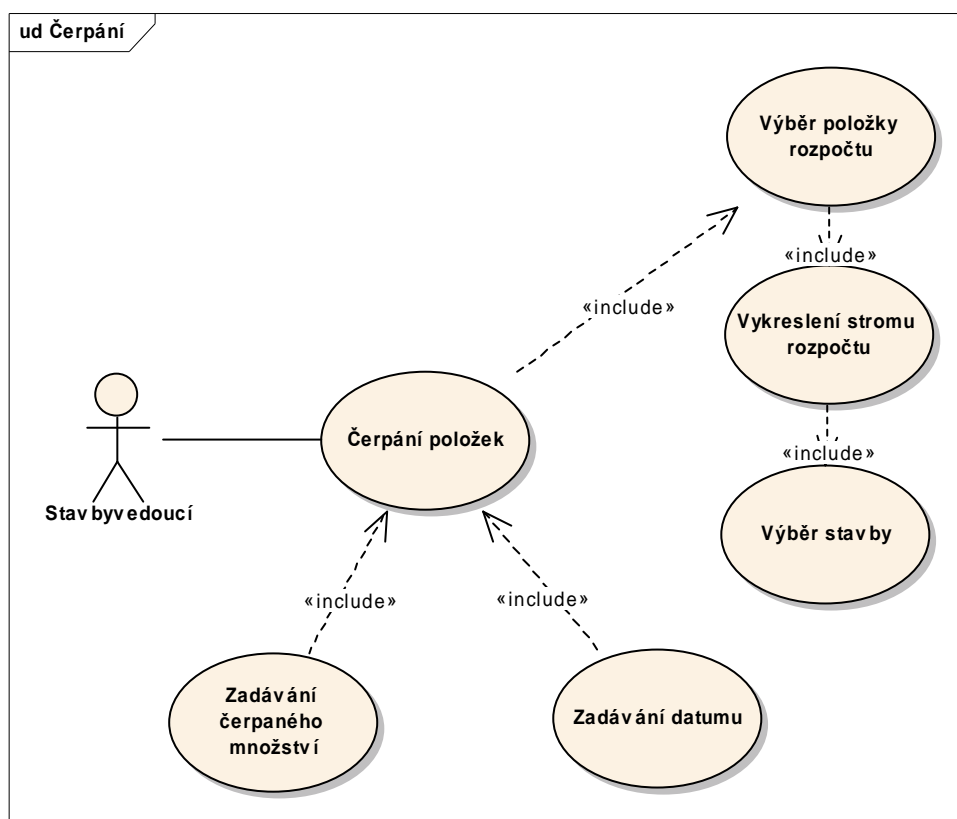 ud Čerpání
Výběr položky
rozpočtu
«include»
Vykreslení stromu
rozpočtu
«include»
«include»
Čerpání položek
Výběr stavby
Stavbyvedoucí
«include»
«include»
Zadávání
čerpaného
množství
Zadávání datumu